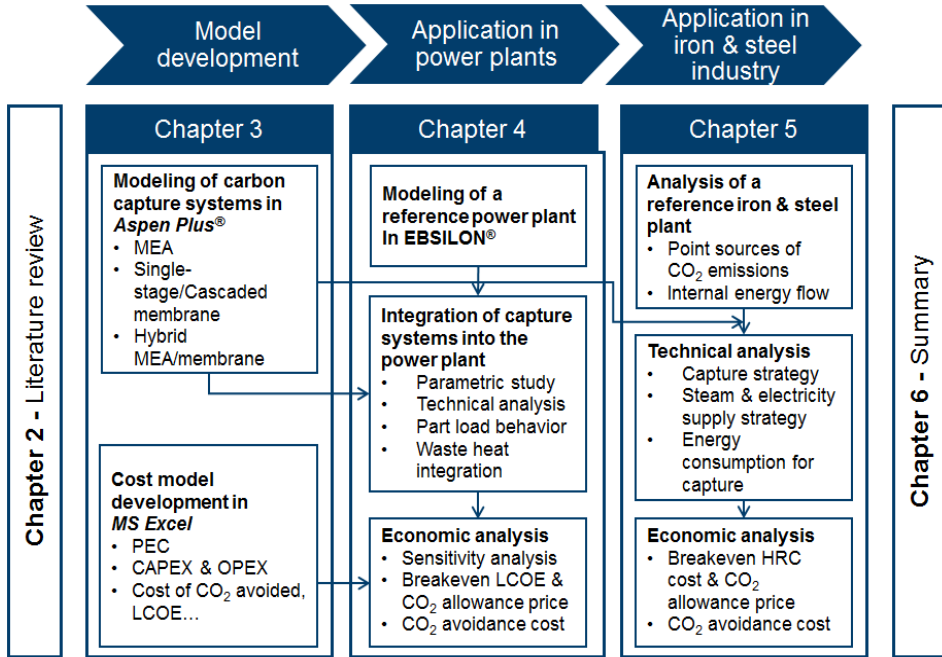 Model
development
Application in
power plants
Application in
iron & steel
industry
Chapter 2 - Literature review
Chapter 3
Modeling of carbon
capture systems in
Aspen Plus®
• MEA
• Single-
stage/Cascaded
membrane
• Hybrid
MEA/membrane
Cost model
development in
MS Excel
• PEC
• CAPEX & OPEX
• Cost of CO₂ avoided,
LCOE…
Chapter 4
Modeling of a
reference power plant
In EBSILON®
Integration of capture
systems into the
power plant
• Parametric study
• Technical analysis
• Part load behavior
• Waste heat
integration
Economic analysis
• Sensitivity analysis
• Breakeven LCOE &
CO₂ allowance price
• CO₂ avoidance cost
Chapter 5
Analysis of a
reference iron & steel
plant
• Point sources of
CO₂ emissions
• Internal energy flow
Technical analysis
• Capture strategy
• Steam & electricity
supply strategy
• Energy
consumption for
capture
Economic analysis
• Breakeven HRC
cost & CO₂
allowance price
• CO₂ avoidance cost
Chapter 6 - Summary